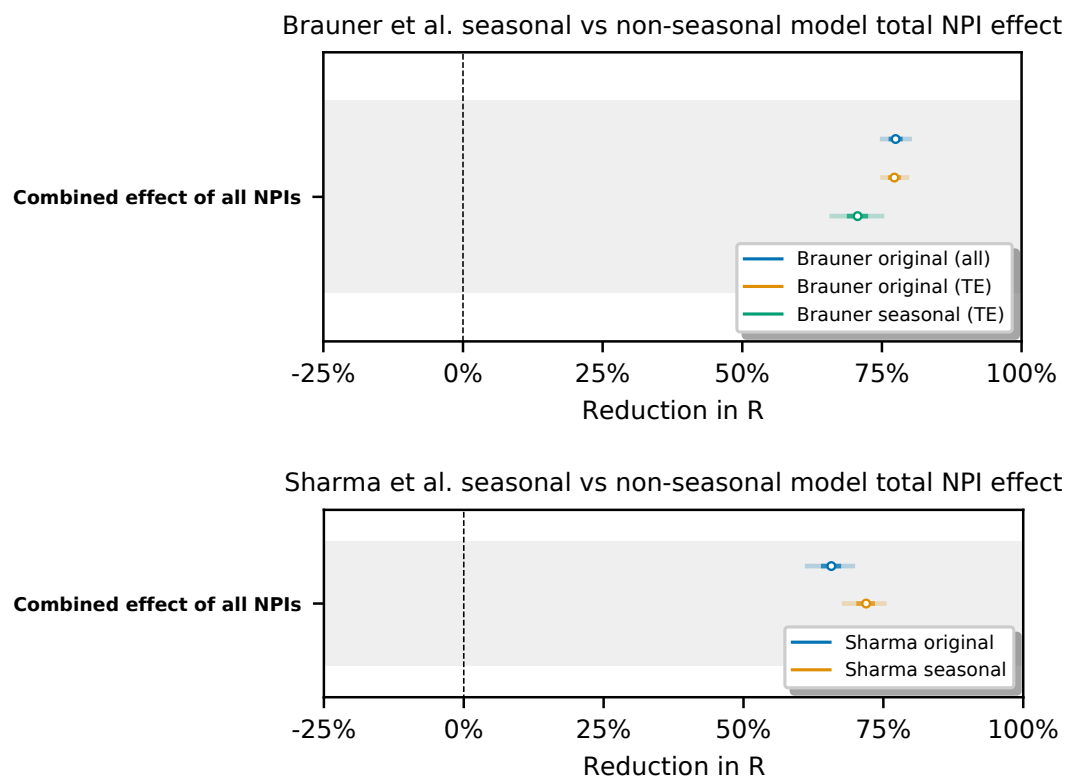 Brauner et al. seasonal vs non-seasonal model total NPI effect
Combined effect of all NPIs
Brauner original (all)
Brauner original (TE)
Brauner seasonal (TE)
-25% 0% 25% 50% 75% 100%
Reduction in R
Sharma et al. seasonal vs non-seasonal model total NPI effect
Combined effect of all NPIs
Sharma original
Sharma seasonal
-25% 0% 25% 50% 75% 100%
Reduction in R